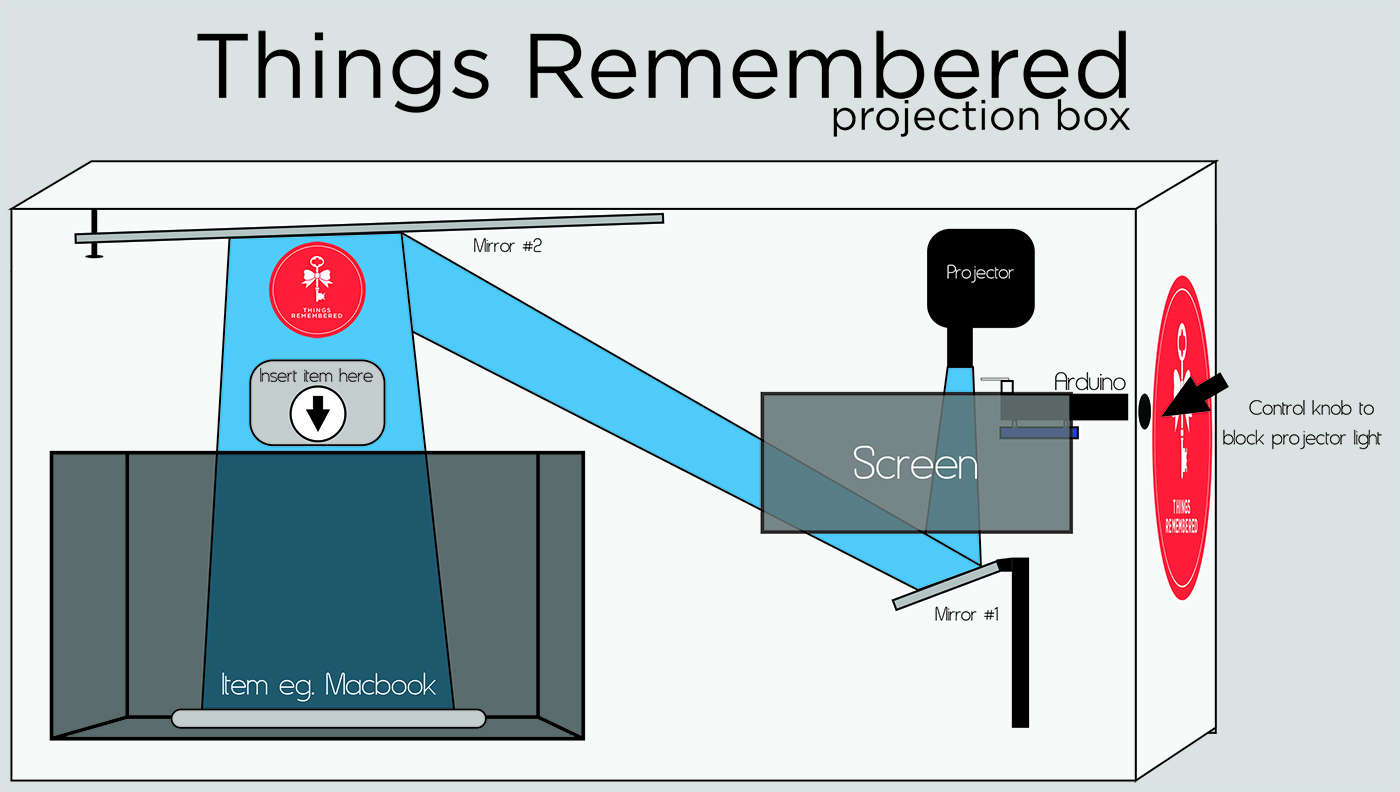 Things Remembered
projection box
Mirror #2
THINGS
REMEMBERED
Insert item here
Projector
Arduino
Control knob to
block projector light
Screen
THINGS
REMEMBERED
Mirror #1
Item eg. Macbook